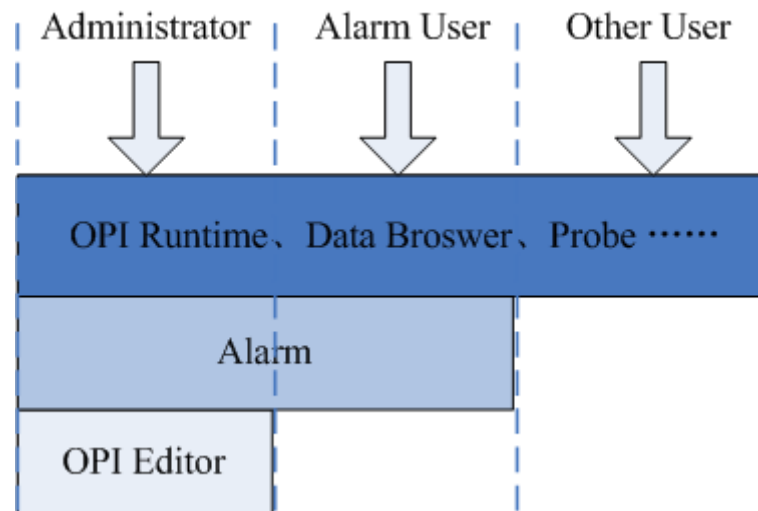 Administrator Alarm User Other User
OPI Runtime、Data Broswer、Probe ……
Alarm
OPI Editor